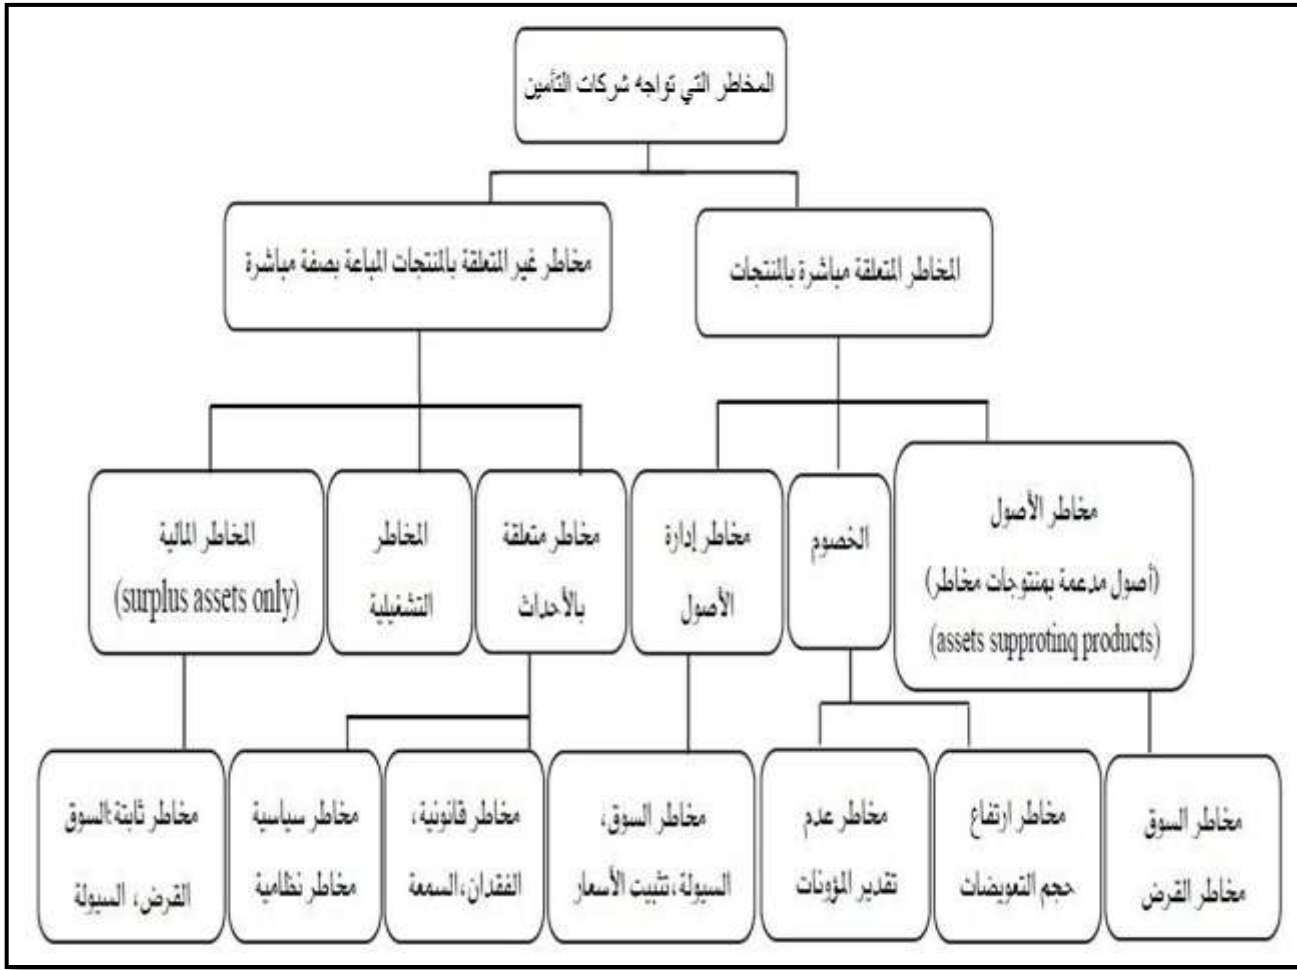 المخاطر التي تواجه شركات التأمين
المخاطر المتعلقة مباشرة بالمنتجات
مخاطر غير المتعلقة بالمنتجات المباعة بصفة مباشرة
مخاطر الأصول
(أصول مدعمة بمنتوجات مخاطر)
(assets supprotinq products)
الخصوم
مخاطر إدارة
الأصول
مخاطر متعلقة
بالأحداث
المخاطر
التشغيلية
المخاطر المالية
(surplus assets only)
مخاطر السوق
مخاطر القرض
مخاطر ارتفاع
حجم التعويضات
مخاطر عدم
تقدير المؤونات
مخاطر السوق،
السيولة،تثبيت الأسعار
مخاطر قانونية،
الفقدان،السمعة
مخاطر سياسية
مخاطر نظامية
مخاطر ثابتة:السوق
القرض، السيولة